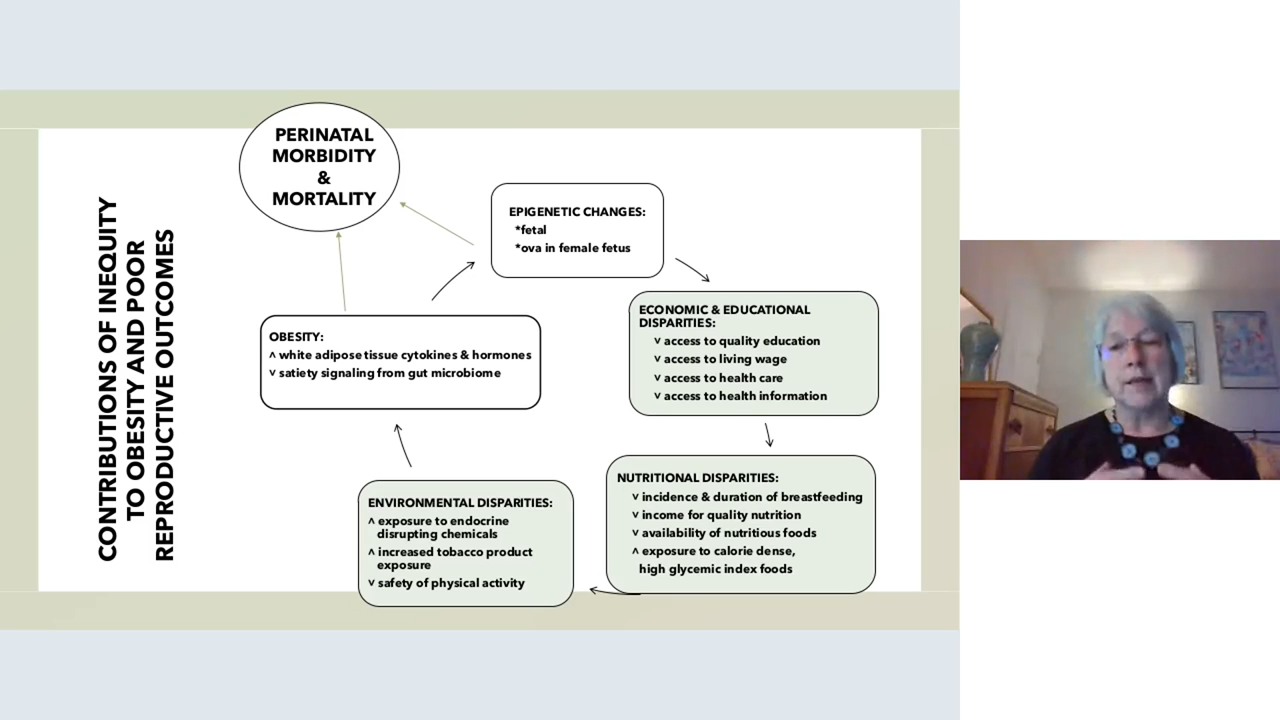 CONTRIBUTIONS OF INEQUITY
TO OBESITY AND POOR
REPRODUCTIVE OUTCOMES
PERINATAL
MORBIDITY
&
MORTALITY
EPIGENETIC CHANGES:
*fetal
*ova in female fetus
ECONOMIC & EDUCATIONAL
DISPARITIES:
˅ access to quality education
˅ access to living wage
˅ access to health care
˅ access to health information
NUTRITIONAL DISPARITIES:
˅ incidence & duration of breastfeeding
˅ income for quality nutrition
˅ availability of nutritious foods
˄ exposure to calorie dense,
high glycemic index foods
ENVIRONMENTAL DISPARITIES:
˄ exposure to endocrine
disrupting chemicals
˄ increased tobacco product
exposure
˅ safety of physical activity
OBESITY:
˄ white adipose tissue cytokines & hormones
˅ satiety signaling from gut microbiome